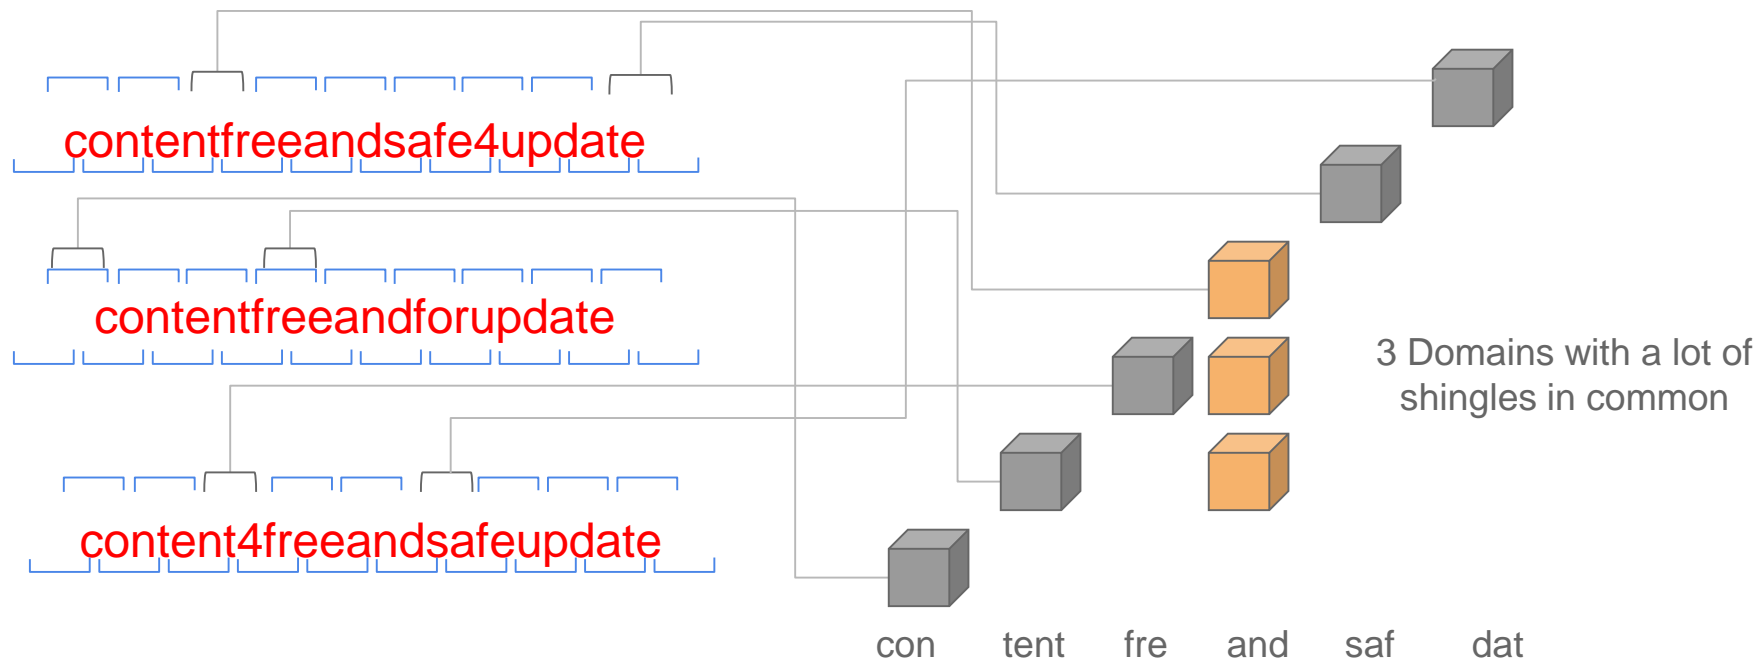 contentfreeandsafe4update
contentfreeandforupdate
content4freeandsafeupdate
3 Domains with a lot of
shingles in common
con tent fre and saf dat